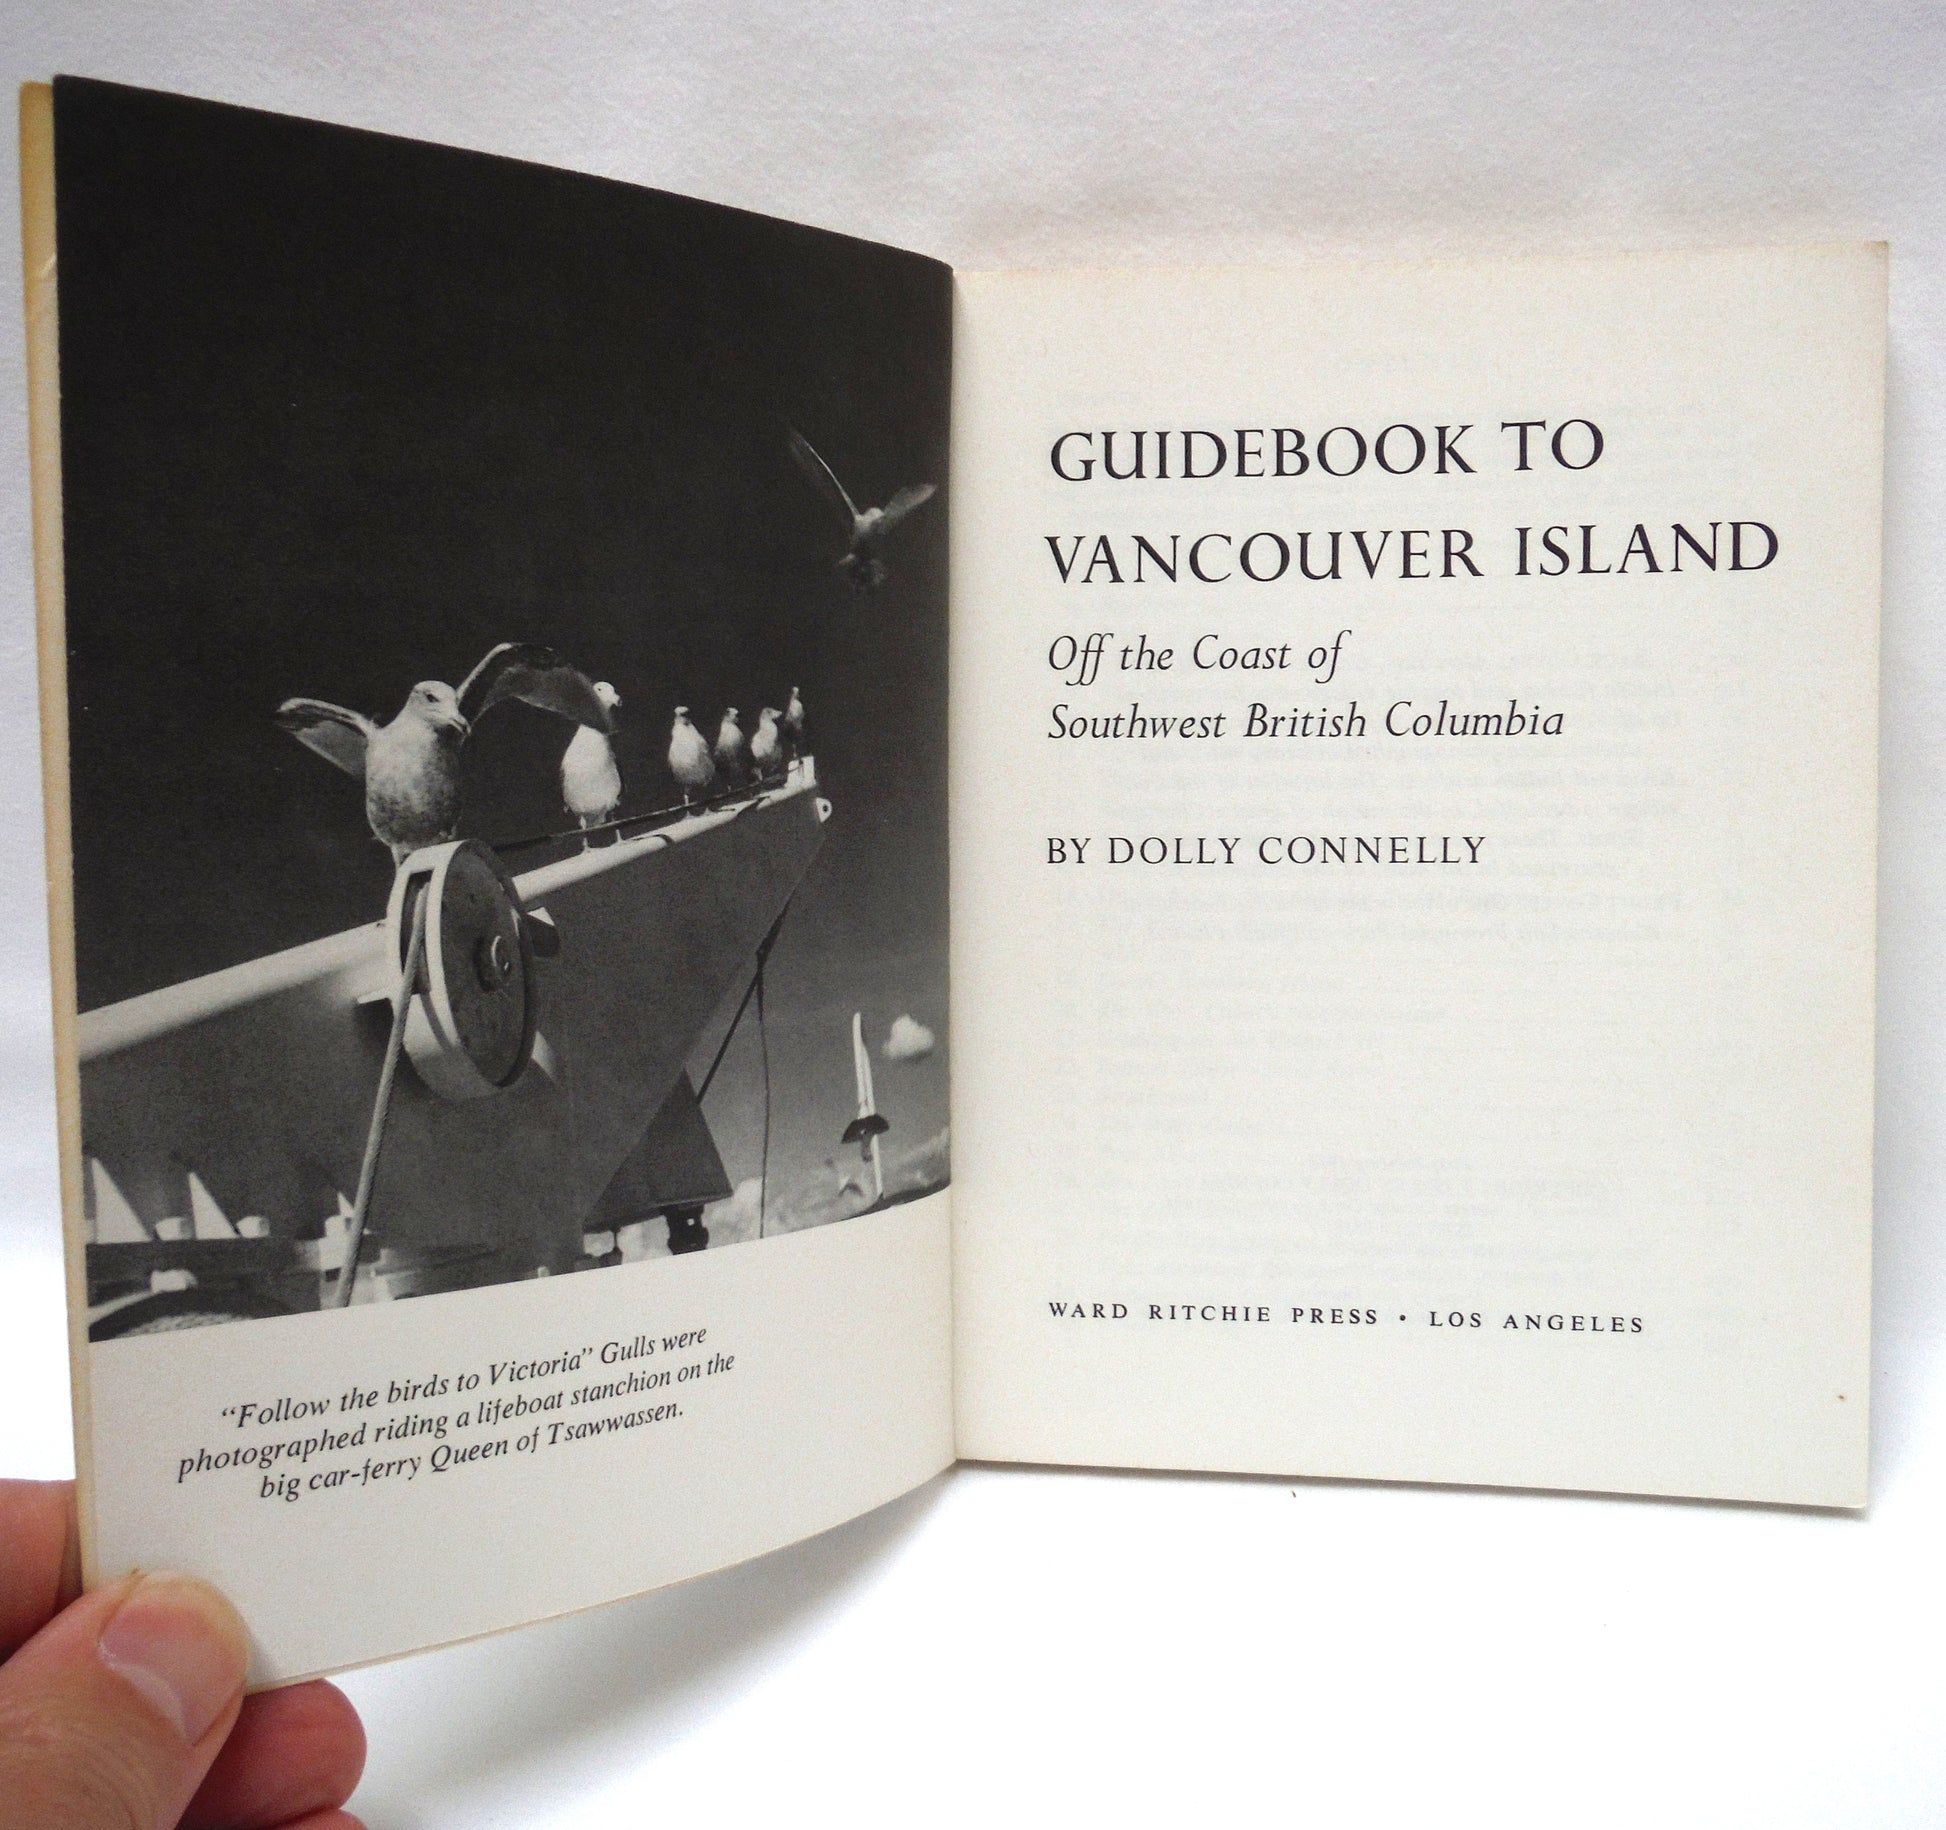 "Follow the birds to Victoria" Gulls were
photographed riding a lifeboat stanchion on the
big car-ferry Queen of Tsawwassen.
GUIDEBOOK TO
VANCOUVER ISLAND
Off the Coast of
Southwest British Columbia
BY DOLLY CONNELLY
WARD RITCHIE PRESS • LOS ANGELES